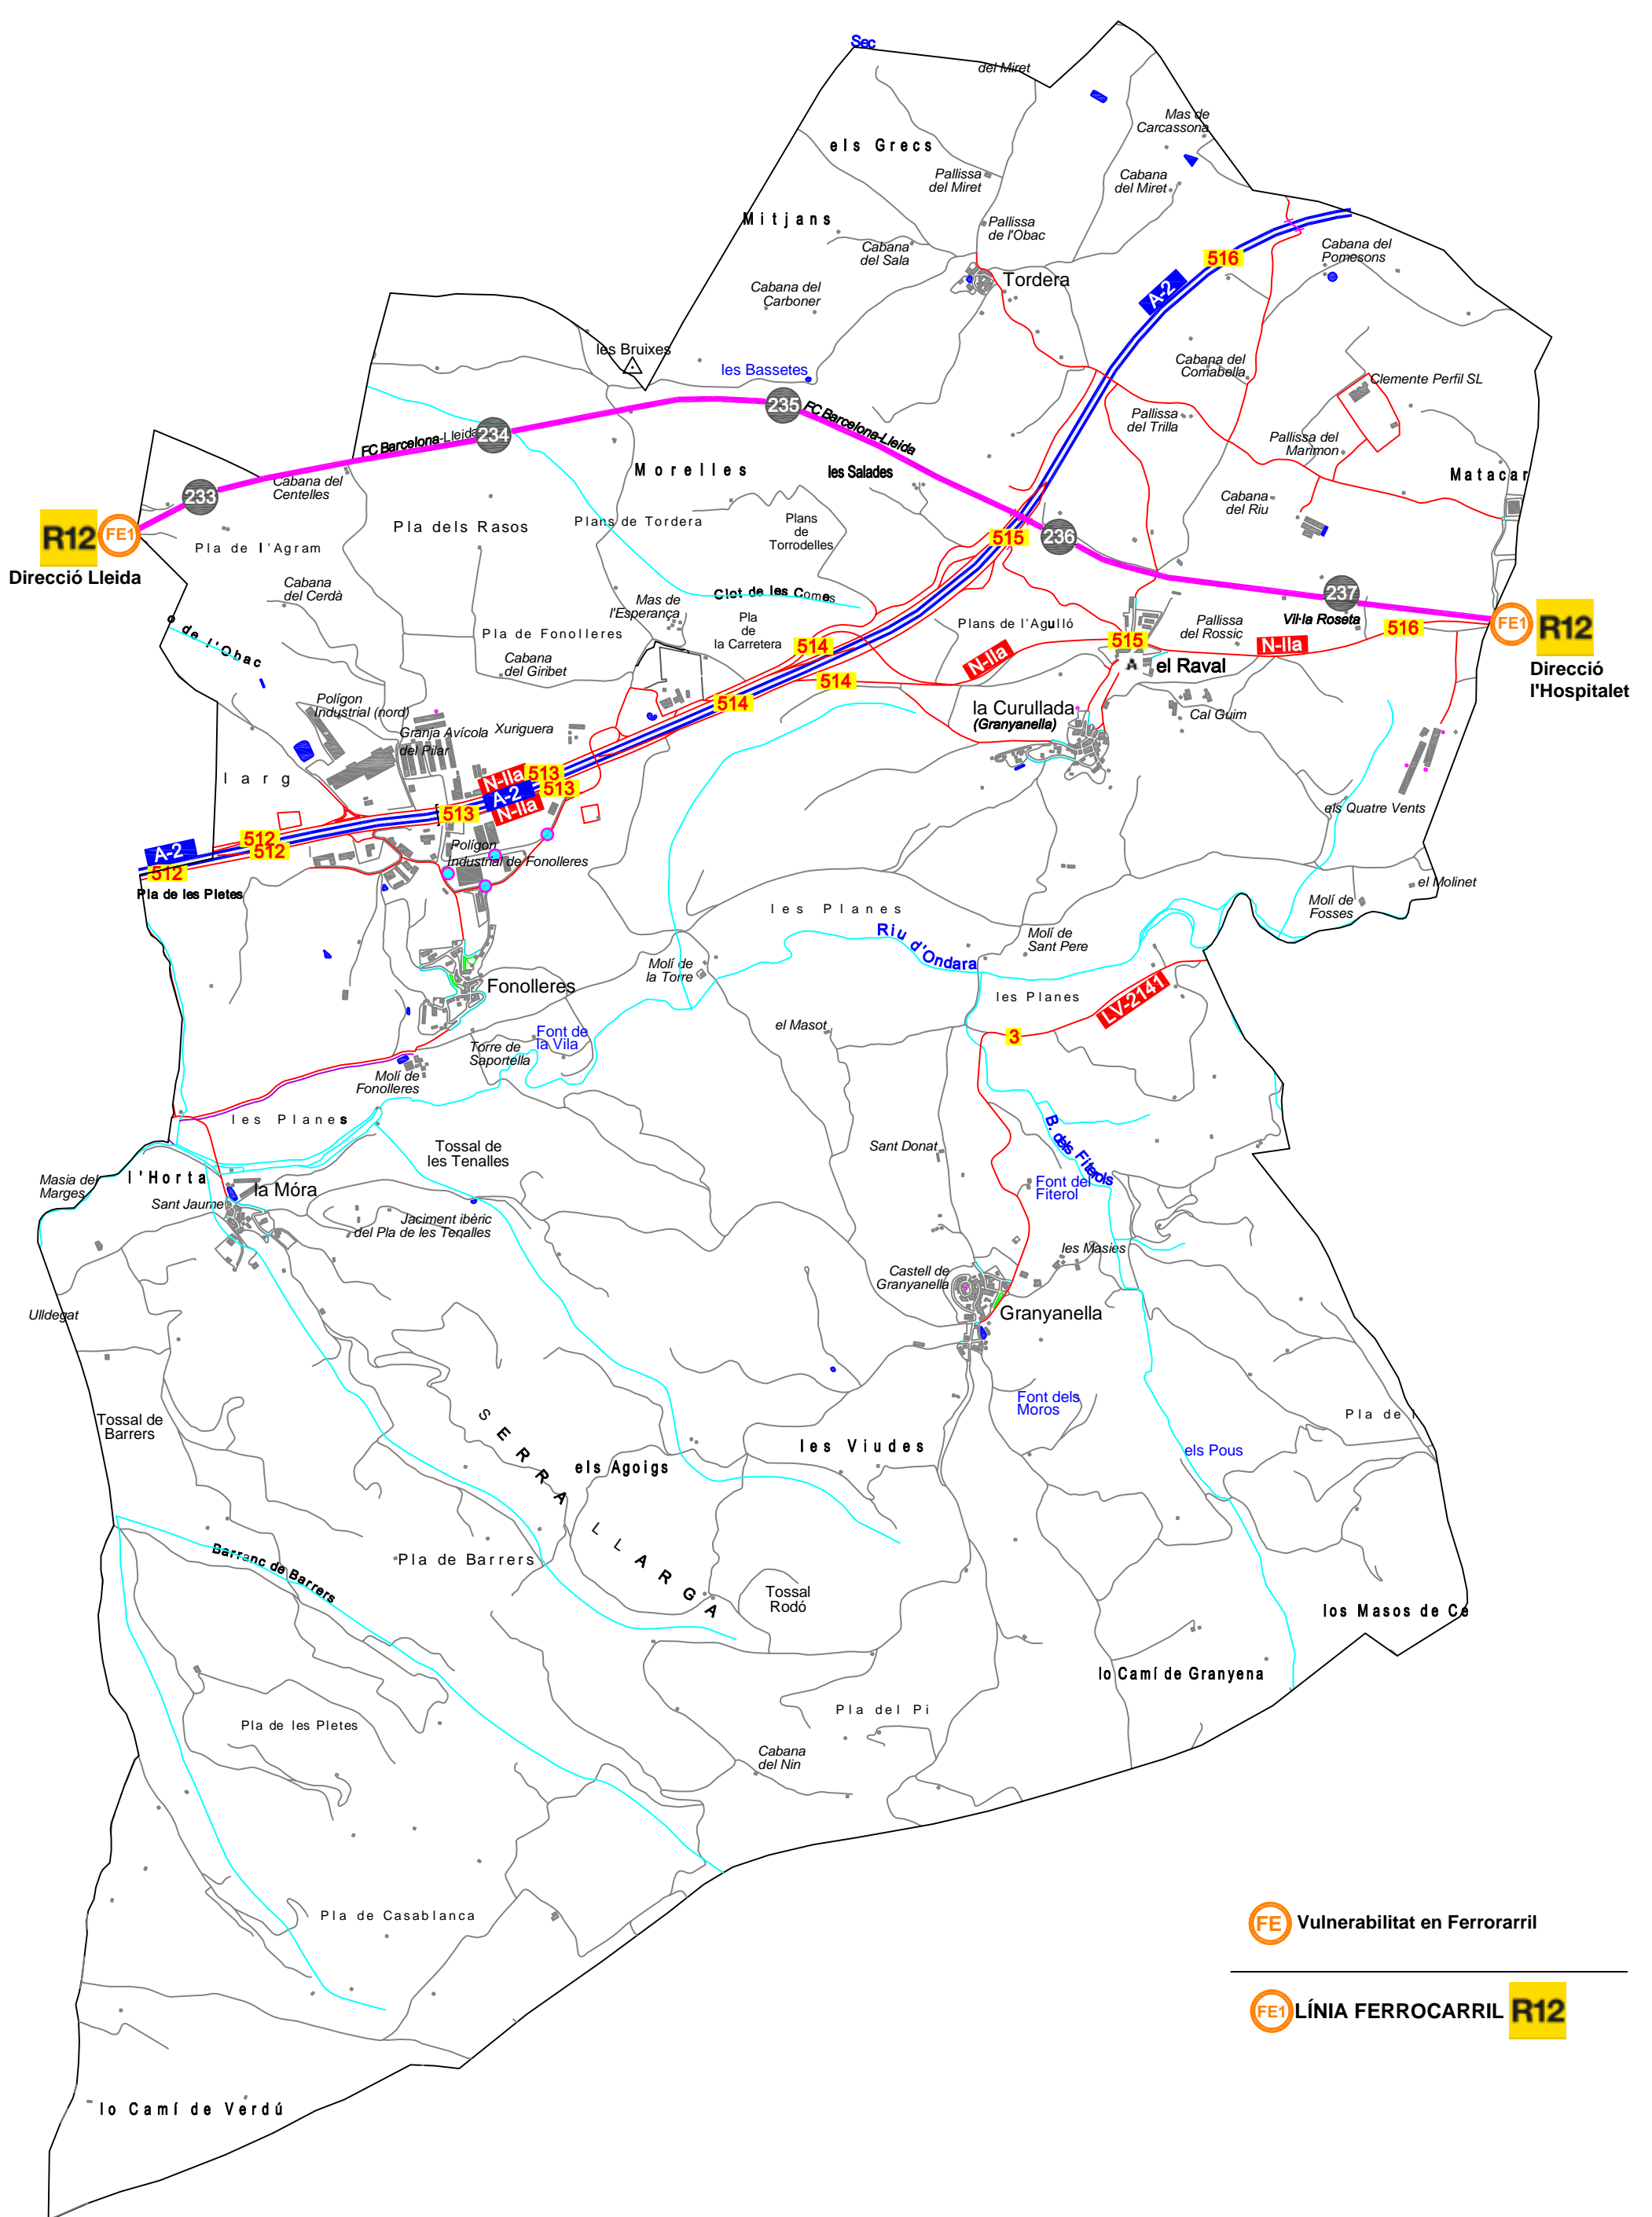 Sec
del Miret
Mas de
Carcassona
els Grecs
Pallissa
del Miret
Cabana
del Miret
Mitjans
Pallissa
de l'Obac
Cabana
del Sala
516
Cabana del
Pomesons
Tordera
A-2
Cabana del
Carboner
les Bruixes
les Bassetes
Cabana del
Comabella
Clemente Perfil SL
235
FC Barcelona-Lleida
Pallissa
del Trilla
234
FC Barcelona-Lleida
Pallissa del
Marimon
Morelles
les Salades
Matacar
Cabana del
Centelles
233
Cabana
del Riu
R12
FE1
Direcció Lleida
Pla dels Rasos
Plans de Tordera
Plans
de
Torrodelles
515
236
Pla de l'Agram
Cabana
del Cerdà
Clot de les Comes
237
Mas de
l'Esperança
Pla
de
la Carretera
Plans de l'Agulló
Pallissa
del Rossic
Vil·la Roseta
516
FE1
R12
Direcció
l'Hospitalet
o de l'Obac
Pla de Fonolleres
514
515
N-IIa
N-IIa
Cabana
del Giribet
A
el Raval
514
Polígon
Industrial (nord)
514
la Curullada
(Granyanella)
Cal Guim
Granja Avícola
del Pilar
Xuriguera
larg
N-IIa
513
A-2
513
N-IIa
513
els Quatre Vents
512
512
A-2
512
Polígon
Industrial de Fonolleres
Pla de les Pletes
el Molinet
Molí de
Fosses
les Planes
Riu d'Ondara
Molí de
Sant Pere
Molí de
la Torre
Fonolleres
les Planes
LV-2141
el Masot
3
Font de
la Vila
Torre de
Saportella
Molí de
Fonolleres
les Planes
B. dels Fiterols
Tossal de
les Tenalles
Sant Donat
Masia del
Marges
l'Horta
la Móra
Font del
Fiterol
Sant Jaume
Jaciment ibèric
del Pla de les Tenalles
les Masies
Castell de
Granyanella
Ulldegat
Granyanella
Font dels
Moros
Tossal de
Barrers
Pla de l
SERRA LLARGA
les Viudes
els Pous
els Agoigs
Barranc de Barrers
Pla de Barrers
Tossal
Rodó
los Masos de Ce
lo Camí de Granyena
Pla del Pi
Pla de les Pletes
Cabana
del Nin
Pla de Casablanca
FE Vulnerabilitat en Ferrorarril
FE1 LÍNIA FERROCARRIL R12
lo Camí de Verdú